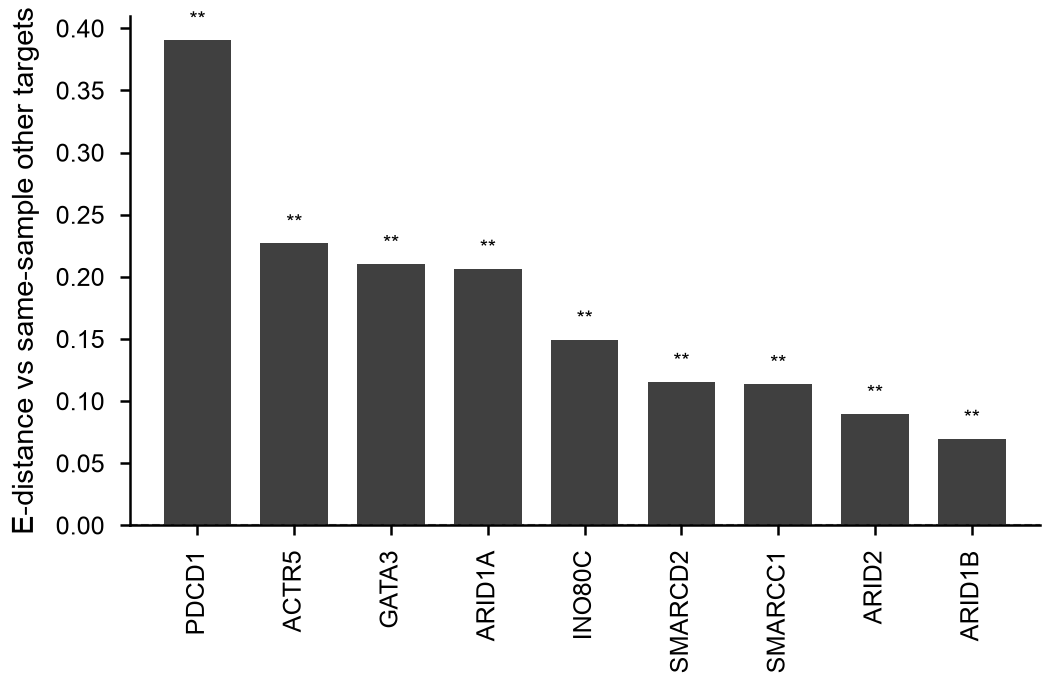 E-distance vs same-sample other targets
0.40
0.35
0.30
0.25
0.20
0.15
0.10
0.05
0.00
**
**
**
**
**
**
**
**
**
PDCD1
ACTR5
GATA3
ARID1A
INO80C
SMARCD2
SMARCC1
ARID2
ARID1B